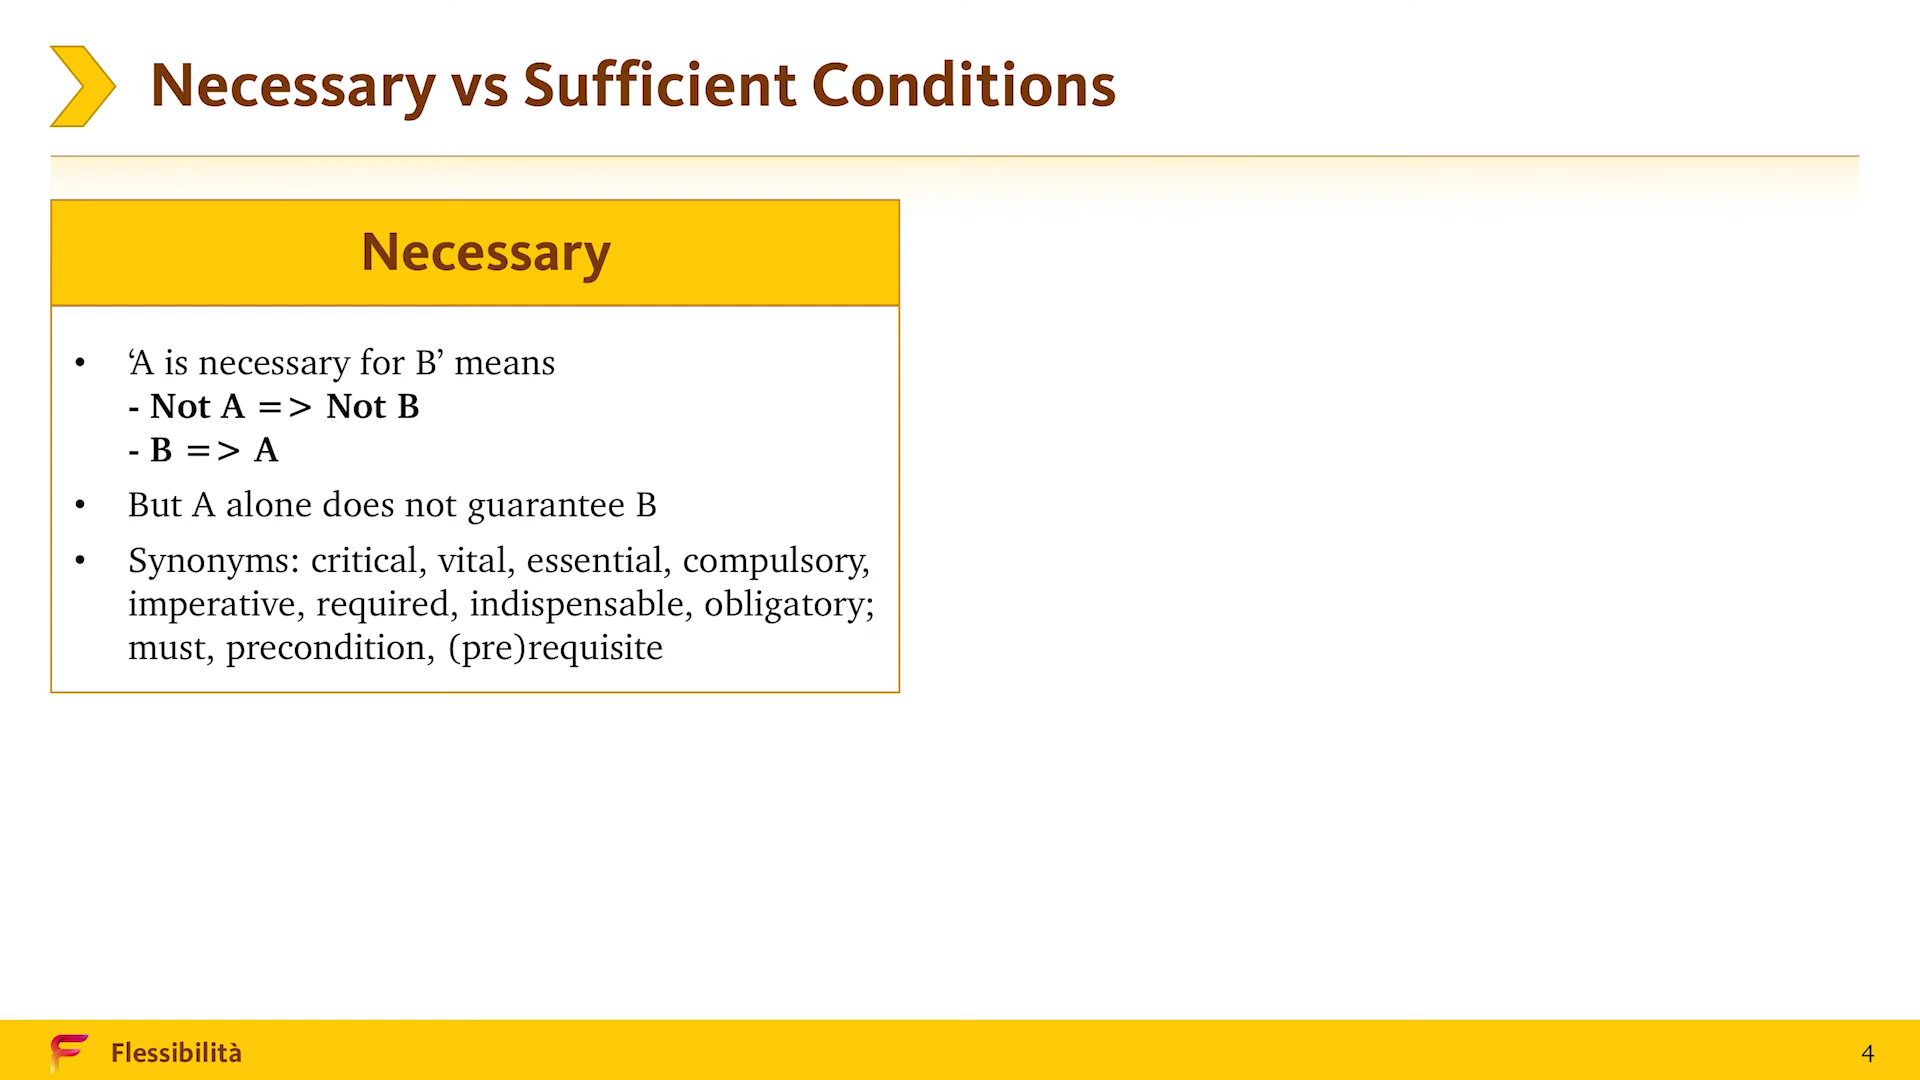 Necessary vs Sufficient Conditions
Necessary
• ‘A is necessary for B’ means
- Not A => Not B
- B => A
• But A alone does not guarantee B
• Synonyms: critical, vital, essential, compulsory,
imperative, required, indispensable, obligatory;
must, precondition, (pre)requisite
Flessibilità
4